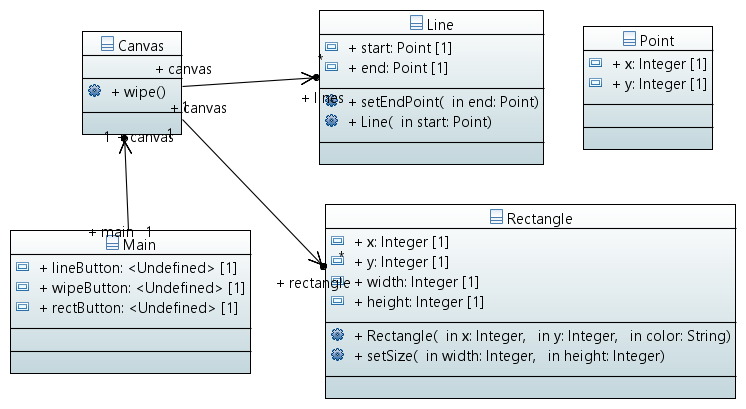 Canvas
+ wipe()
+ canvas
*
+ lines
+ canvas
1
1
1 + canvas
Line
+ start: Point [1]
+ end: Point [1]
+ setEndPoint( in end: Point)
+ Line( in start: Point)
Point
+ x: Integer [1]
+ y: Integer [1]
+ main 1
Main
+ lineButton: <Undefined> [1]
+ wipeButton: <Undefined> [1]
+ rectButton: <Undefined> [1]
*
+ rectangle
Rectangle
+ x: Integer [1]
+ y: Integer [1]
+ width: Integer [1]
+ height: Integer [1]
+ Rectangle( in x: Integer, in y: Integer, in color: String)
+ setSize( in width: Integer, in height: Integer)